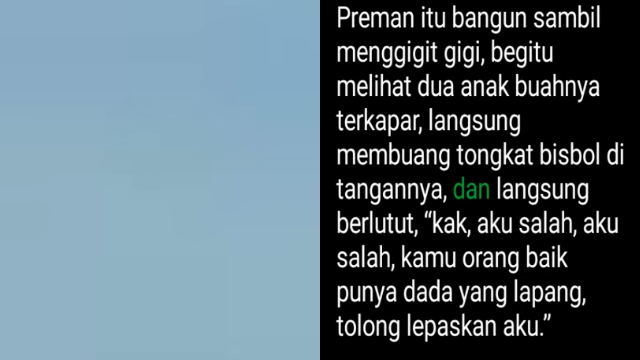 Preman itu bangun sambil
menggigit gigi, begitu
melihat dua anak buahnya
terkapar, langsung
membuang tongkat bisbol di
tangannya, dan langsung
berlutut, “kak, aku salah, aku
salah, kamu orang baik
punya dada yang lapang,
tolong lepaskan aku.”